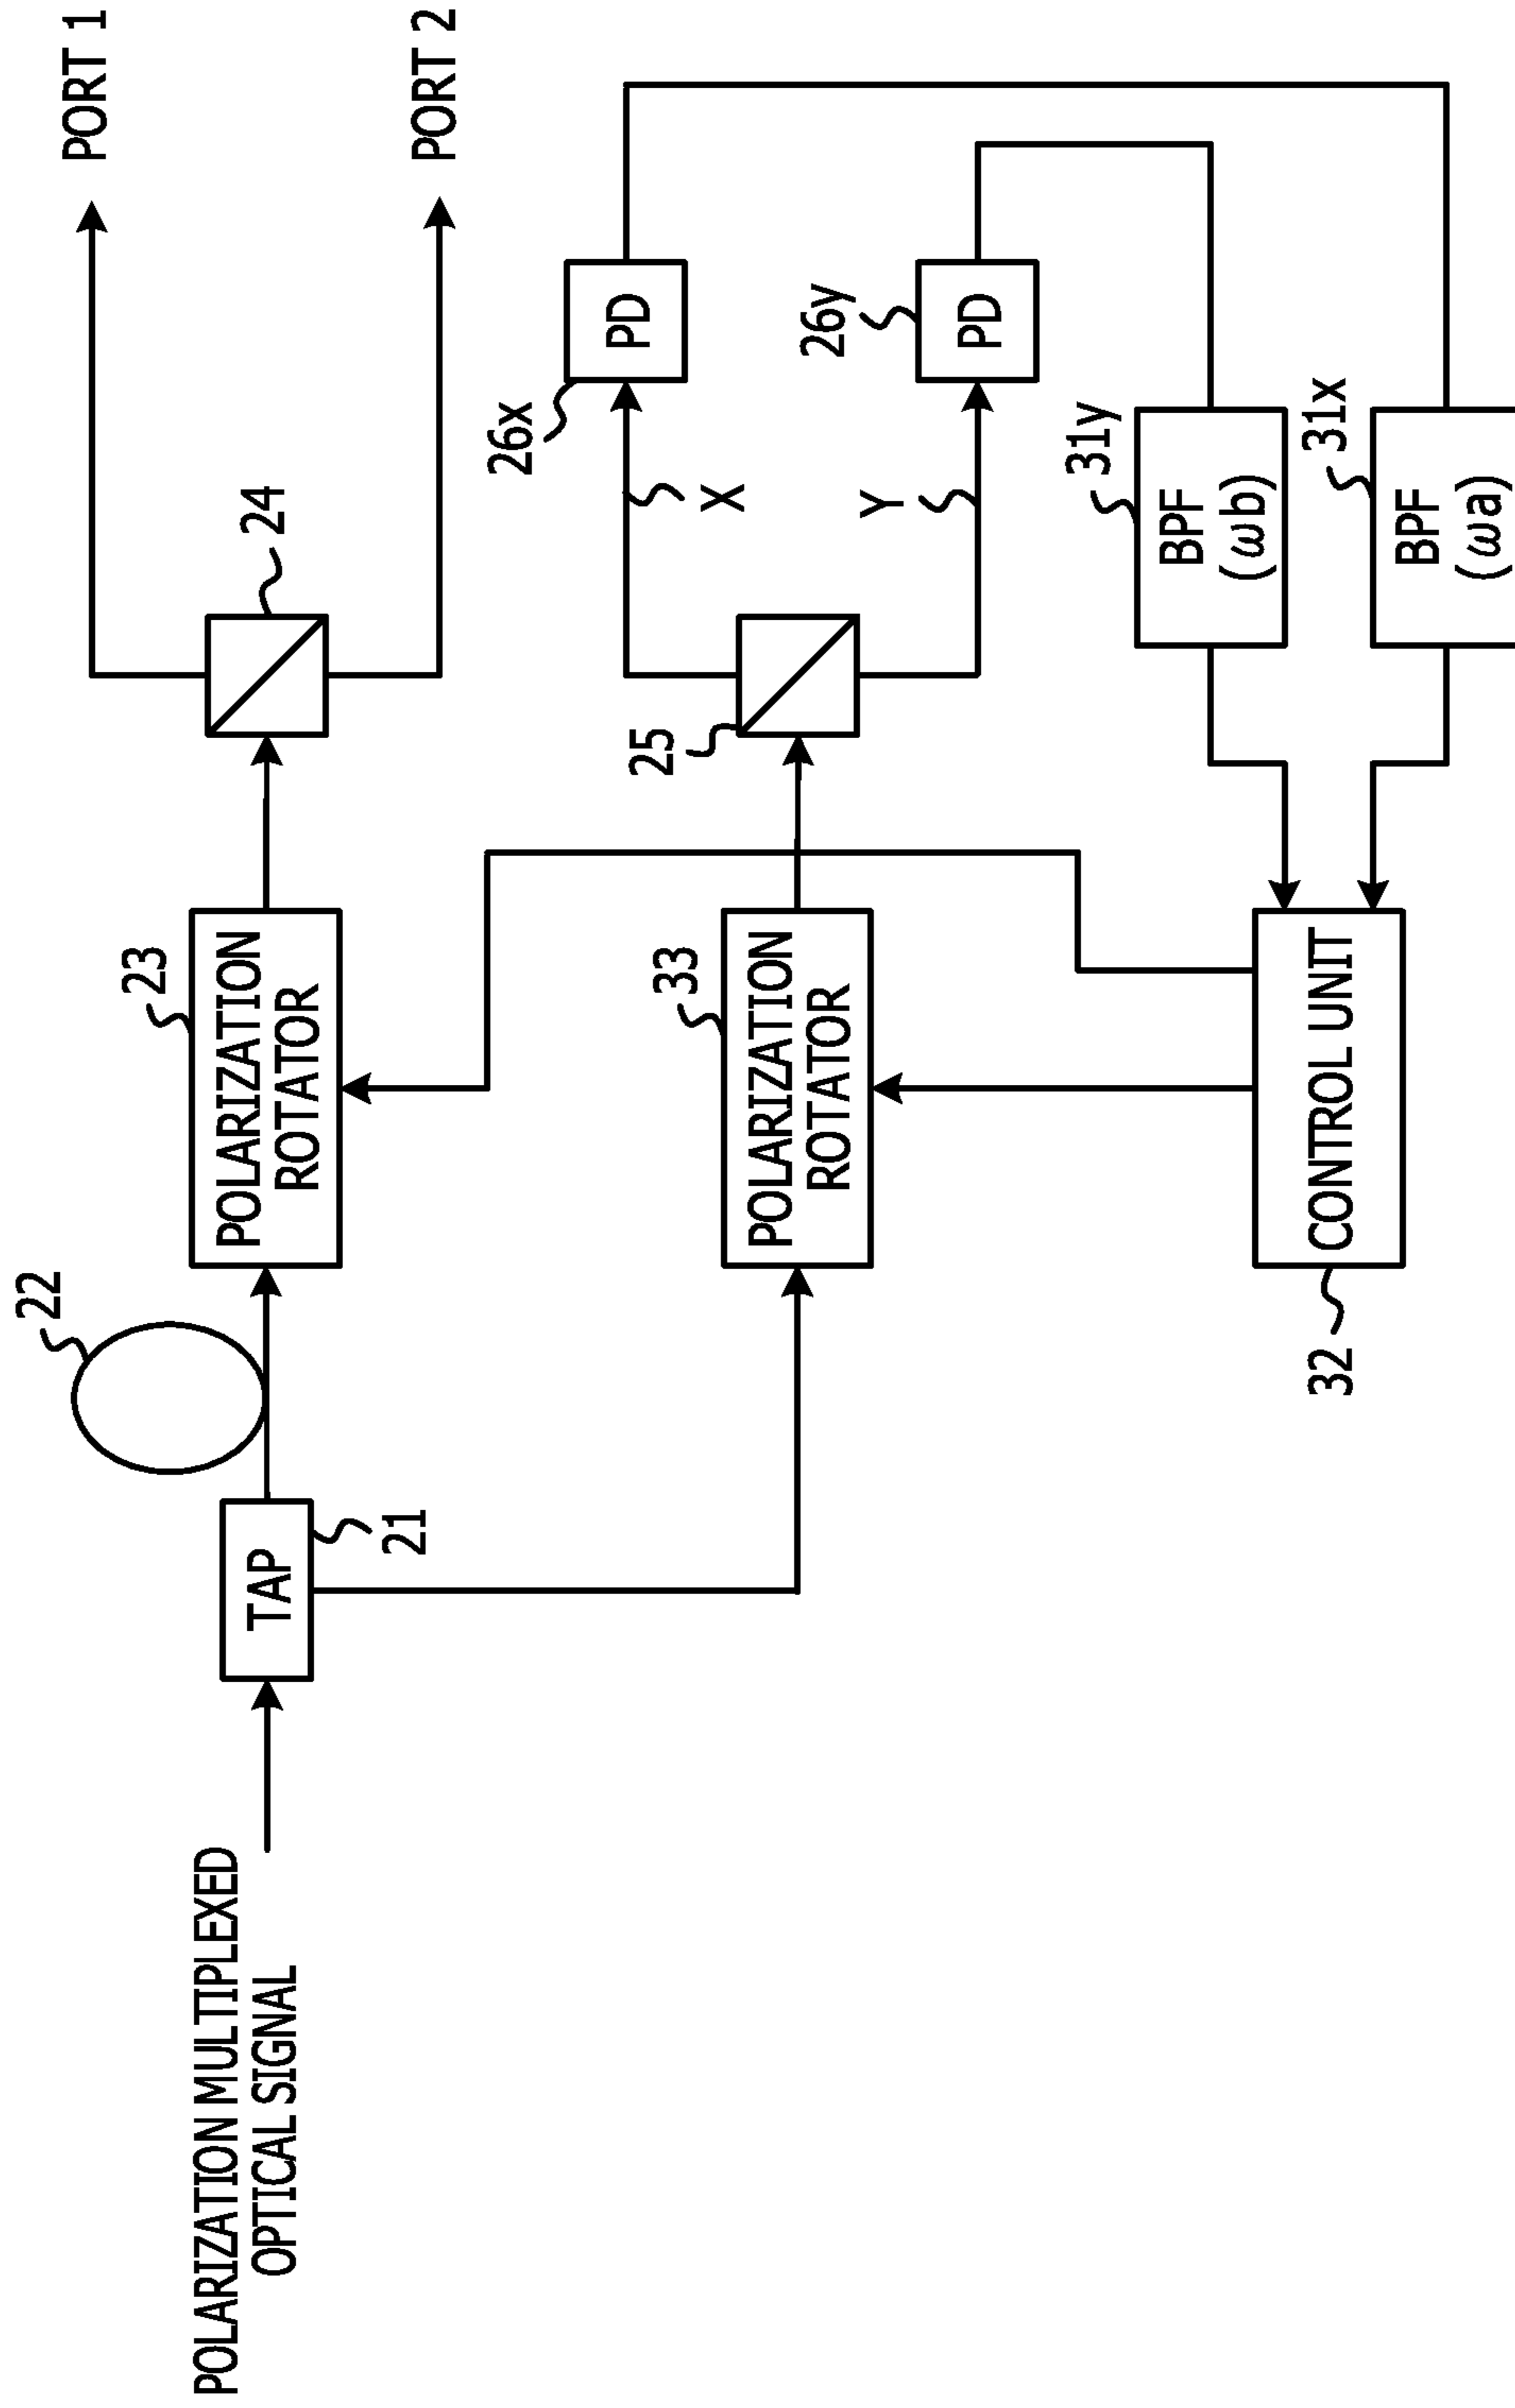 POLARIZATION MULTIPLEXED
OPTICAL SIGNAL
TAP
21
22
23
POLARIZATION
ROTATOR
24
PORT 1
PORT 2
33
POLARIZATION
ROTATOR
25
X
Y
26x
PD
26y
PD
32
CONTROL UNIT
31y
BPF
(ωb)
31x
BPF
(ωa)